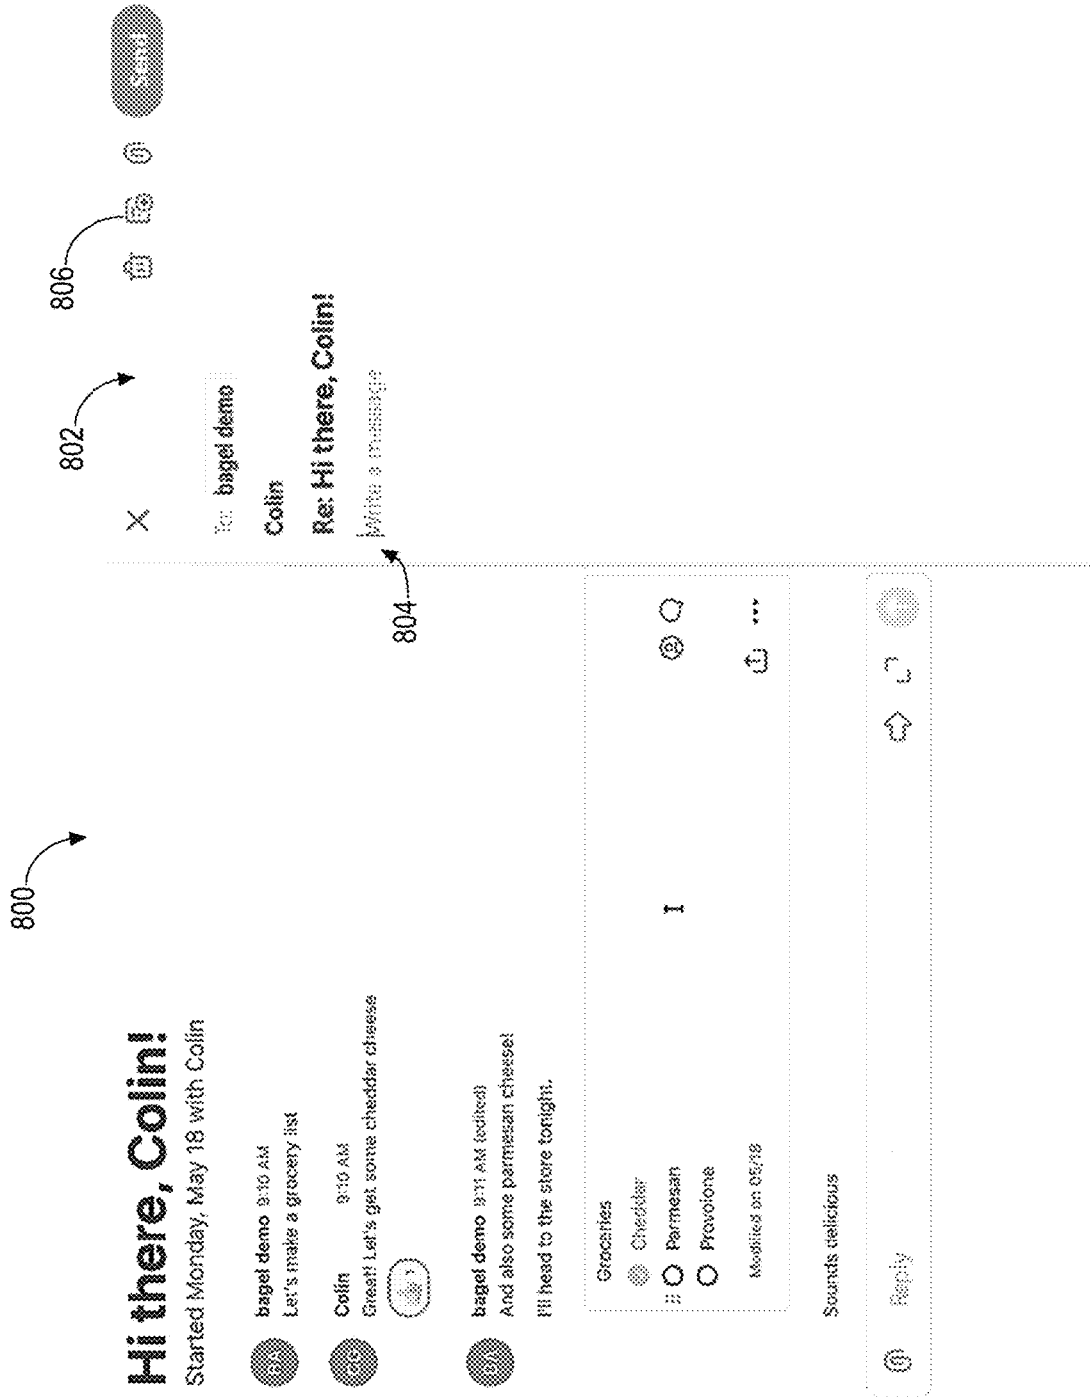 800
Hi there, Colin!
Started Monday, May 18 with Colin
BA
bagel demo 9:10 AM
Let's make a grocery list
Colin 9:10 AM
Great! Let's get some cheddar cheese
1
bagel demo 9:11 AM (edited)
And also some parmesan cheese!
I'll head to the store tonight.
Groceries
Cheddar
Parmesan
Provolone
Modified on 05/18
Sounds delicious
Reply
802
806
Send
To: bagel demo
Colin
Re: Hi there, Colin!
Write a message
804